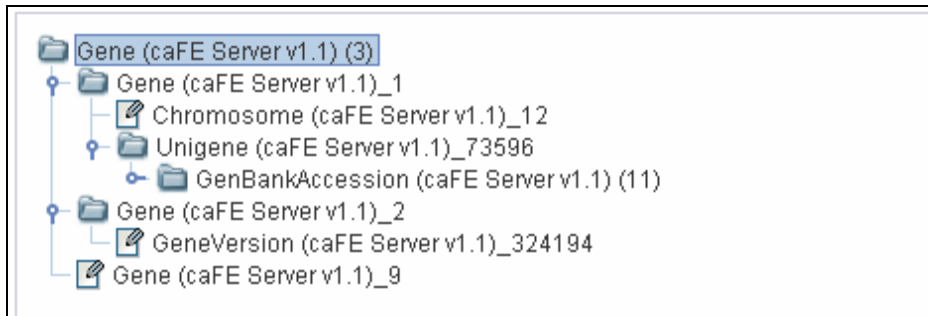 Gene (caFE Server v1.1) (3)
Gene (caFE Server v1.1)_1
Chromosome (caFE Server v1.1)_12
Unigene (caFE Server v1.1)_73596
GenBankAccession (caFE Server v1.1) (11)
Gene (caFE Server v1.1)_2
GeneVersion (caFE Server v1.1)_324194
Gene (caFE Server v1.1)_9